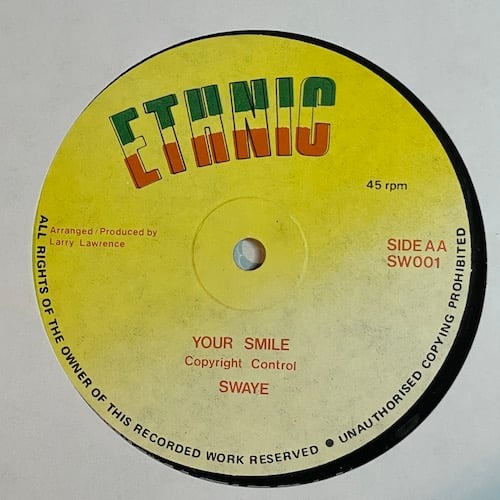 ETHNIC
45 rpm
Arranged/Produced by
Larry Lawrence
SIDE AA
SW001
YOUR SMILE
Copyright Control
SWAYE
ALL RIGHTS OF THE OWNER OF THIS RECORDED WORK RESERVED • UNAUTHORISED COPYING PROHIBITED